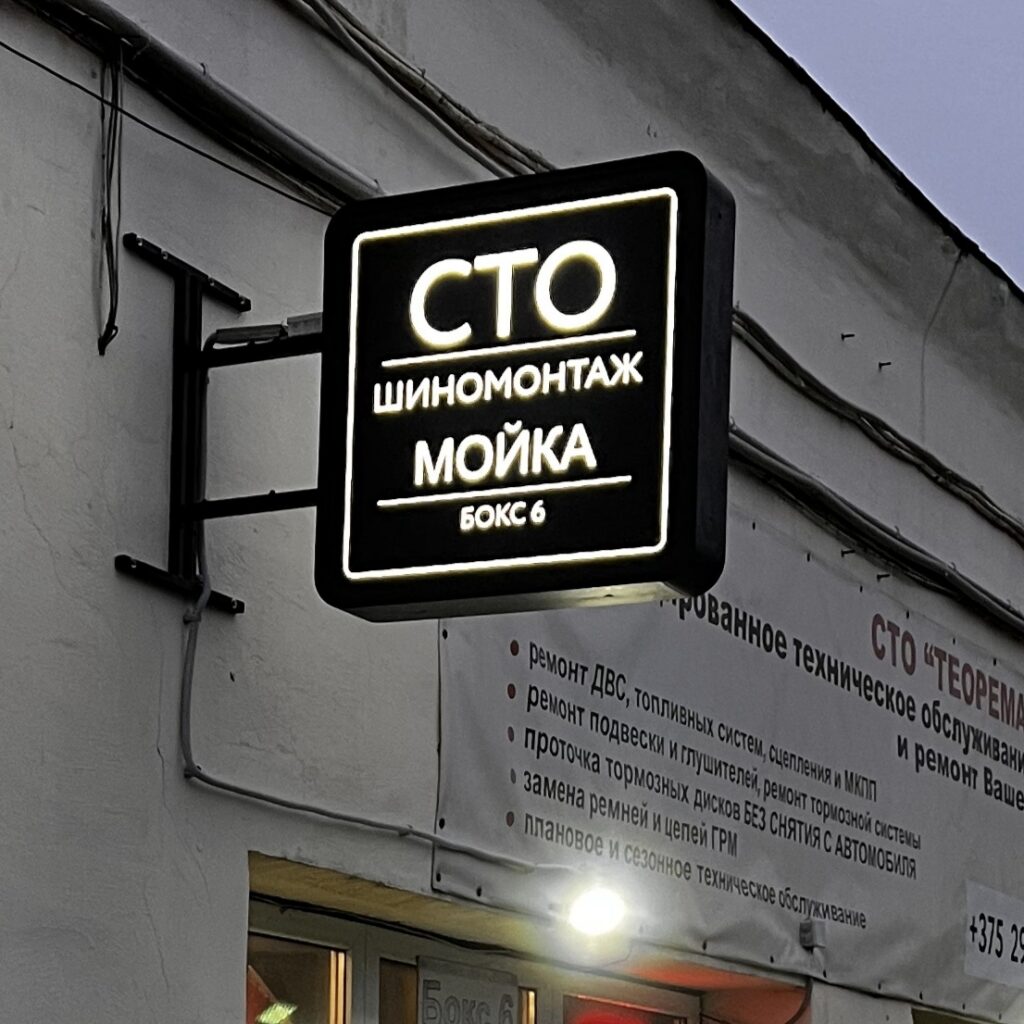 СТО
ШИНОМОНТАЖ
МОЙКА
БОКС 6
СТО “ТЕОРЕМА
техническое обслуживани
и ремонт Ваше
• ремонт ДВС, топливных систем, сцепления и МКПП
• ремонт подвески и глушителей, ремонт тормозной системы
• проточка тормозных дисков БЕЗ СНЯТИЯ С АВТОМОБИЛЯ
• замена ремней и цепей ГРМ
• плановое и сезонное техническое обслуживание
+375 29
Бокс 6